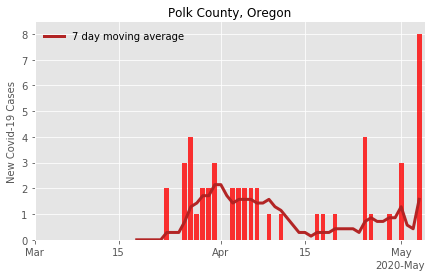 Polk County, Oregon
7 day moving average
New Covid-19 Cases
8
7
6
5
4
3
2
1
0
Mar 15 Apr 15 May
2020-May